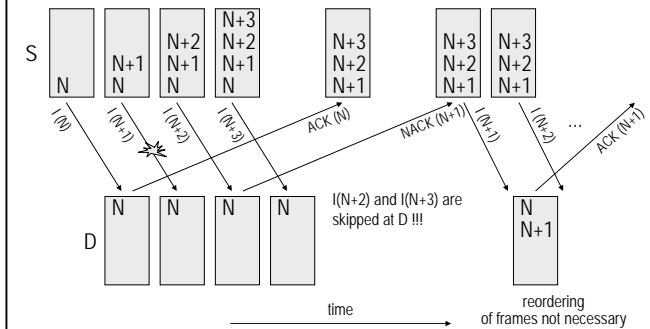 S
N
N+1
N
N+2
N+1
N
N+3
N+2
N+1
N
N+3
N+2
N+1
N+3
N+2
N+1
N+3
N+2
N+1
I (N)
I (N+1)
I (N+2)
I (N+3)
ACK (N)
NACK (N+1)
I (N+1)
I (N+2)
...
ACK (N+1)
D
N
N
N
N
I(N+2) and I(N+3) are
skipped at D !!!
N
N+1
time
reordering
of frames not necessary